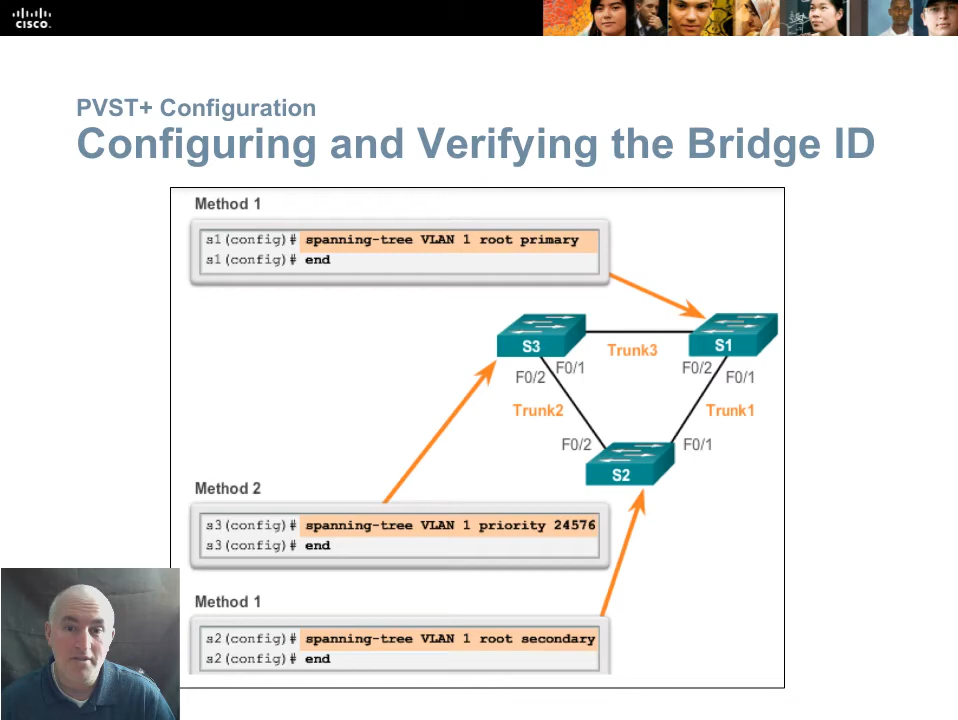 CISCO.
PVST+ Configuration
Configuring and Verifying the Bridge ID
Method 1
s1(config)# spanning-tree VLAN 1 root primary
s1(config)# end
S3
S1
Trunk3
F0/2
F0/1
F0/2
F0/1
Trunk2
Trunk1
F0/2
F0/1
S2
Method 2
s3(config)# spanning-tree VLAN 1 priority 24576
s3(config)# end
Method 1
s2(config)# spanning-tree VLAN 1 root secondary
s2(config)# end